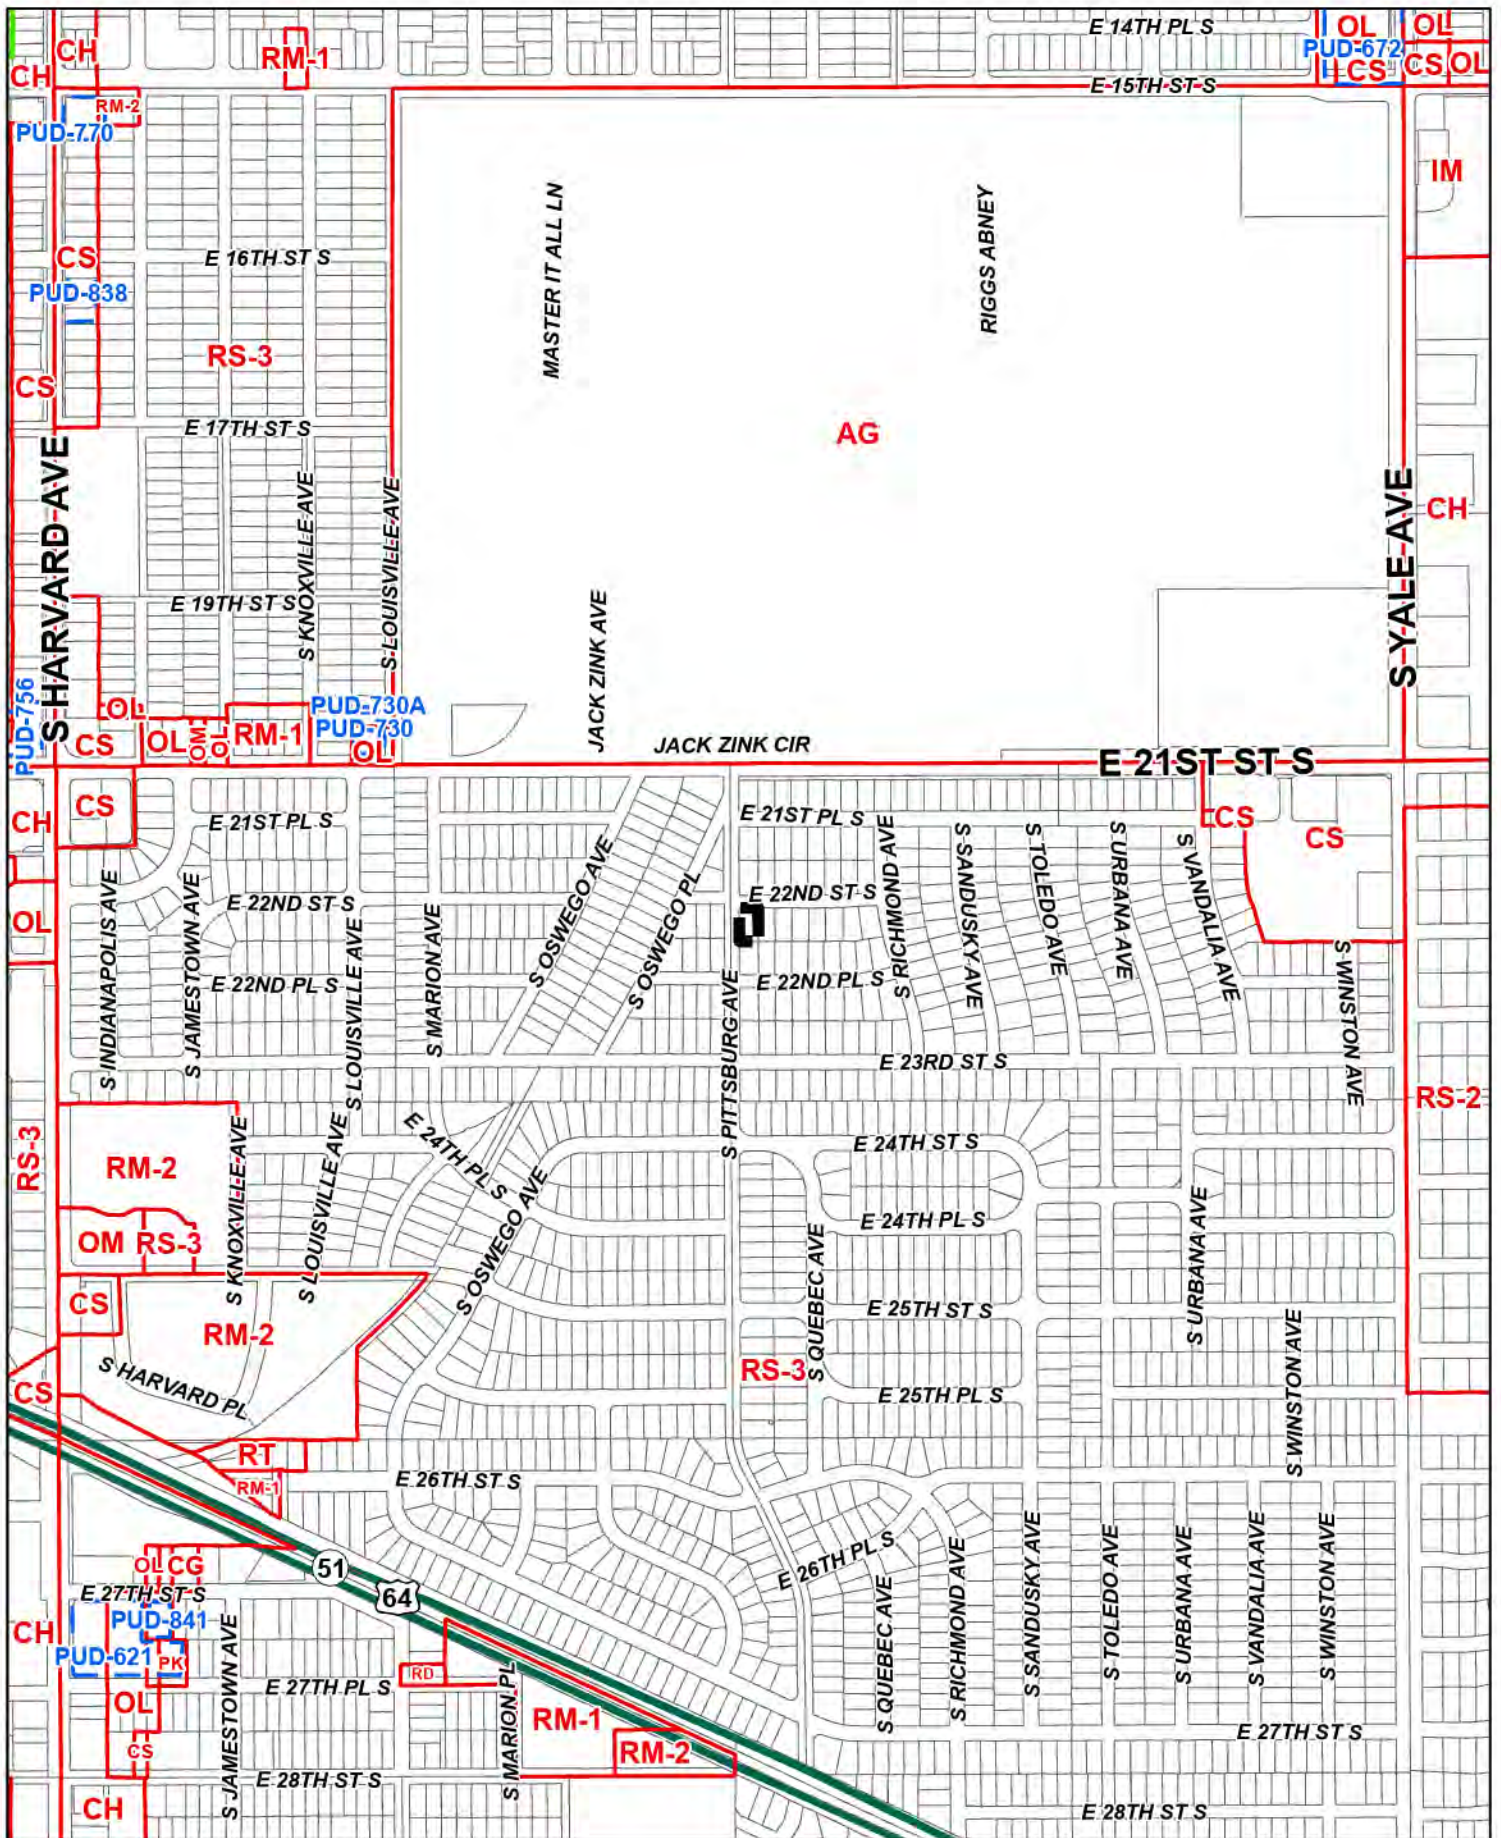 E 14TH PL S
OL
OL
CH
RM-1
PUD-672
CH
CS
CS
OL
E 15TH ST S
RM-2
PUD-770
IM
MASTER IT ALL LN
RIGGS ABNEY
CS
E 16TH ST S
PUD-838
RS-3
CS
E 17TH ST S
AG
S HARVARD AVE
S KNOXVILLE AVE
S LOUISVILLE AVE
S YALE AVE
CH
E 19TH ST S
JACK ZINK AVE
PUD-756
OL
PUD-730A
PUD-730
CS
OL
OM
OL
RM-1
OL
JACK ZINK CIR
E 21ST ST S
CS
CH
E 21ST PL S
E 21ST PL S
CS
CS
S INDIANAPOLIS AVE
S JAMESTOWN AVE
E 22ND ST S
S LOUISVILLE AVE
S MARION AVE
S OSWEGO AVE
S OSWEGO PL
E 22ND ST S
S RICHMOND AVE
S SANDUSKY AVE
S TOLEDO AVE
S URBANA AVE
S VANDALIA AVE
OL
E 22ND PL S
E 22ND PL S
S PITTSBURG AVE
S WINSTON AVE
E 23RD ST S
RS-2
RS-3
RM-2
S KNOXVILLE AVE
S LOUISVILLE AVE
E 24TH PL S
E 24TH ST S
S OSWEGO AVE
E 24TH PL S
S QUEBEC AVE
S URBANA AVE
OM
RS-3
CS
RM-2
E 25TH ST S
RS-3
S WINSTON AVE
S HARVARD PL
CS
E 25TH PL S
RT
RM-1
E 26TH ST S
51
64
OL
CG
E 26TH PL S
E 27TH ST S
PUD-841
CH
PUD-621
PK
S JAMESTOWN AVE
RD
S MARION PL
S QUEBEC AVE
S RICHMOND AVE
S SANDUSKY AVE
S TOLEDO AVE
S URBANA AVE
S VANDALIA AVE
S WINSTON AVE
E 27TH PL S
OL
RM-1
E 27TH ST S
CS
RM-2
E 28TH ST S
CH
E 28TH ST S